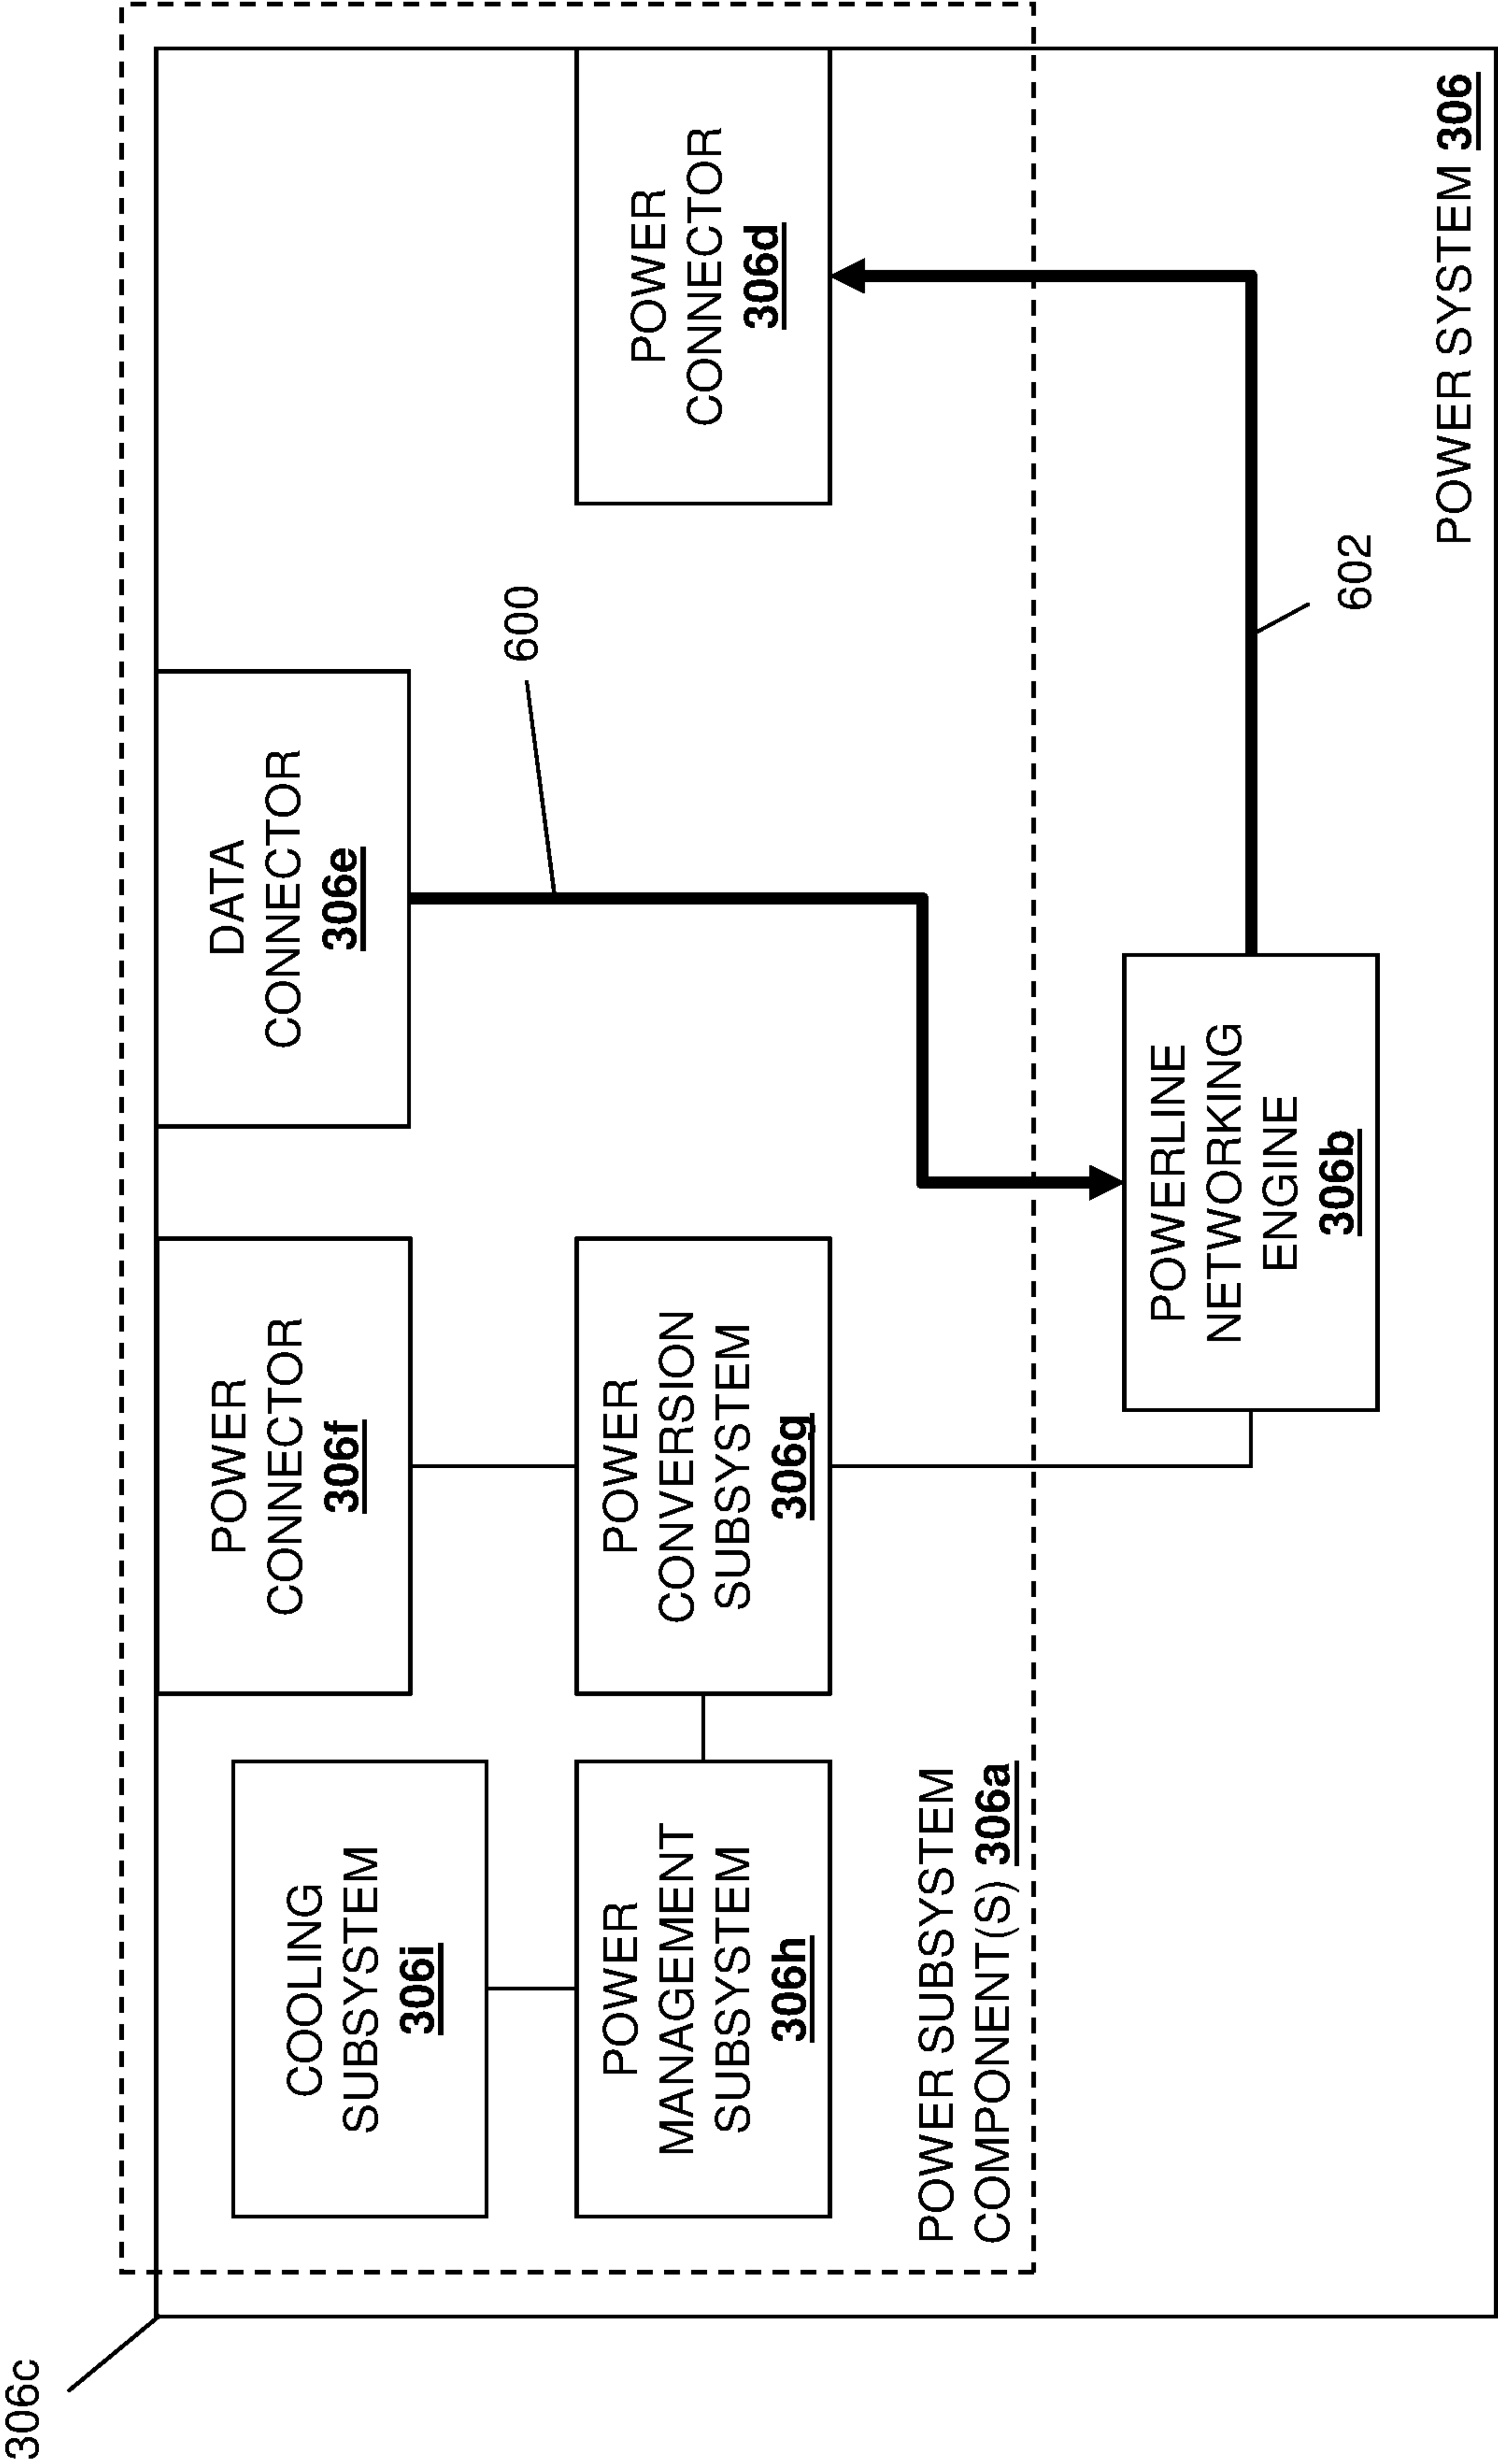 306c
COOLING
SUBSYSTEM
306i
POWER
CONNECTOR
306f
DATA
CONNECTOR
306e
600
POWER
MANAGEMENT
SUBSYSTEM
306h
POWER
CONVERSION
SUBSYSTEM
306g
POWER
CONNECTOR
306d
POWER SUBSYSTEM
COMPONENT(S) 306a
POWERLINE
NETWORKING
ENGINE
306b
602
POWER SYSTEM 306